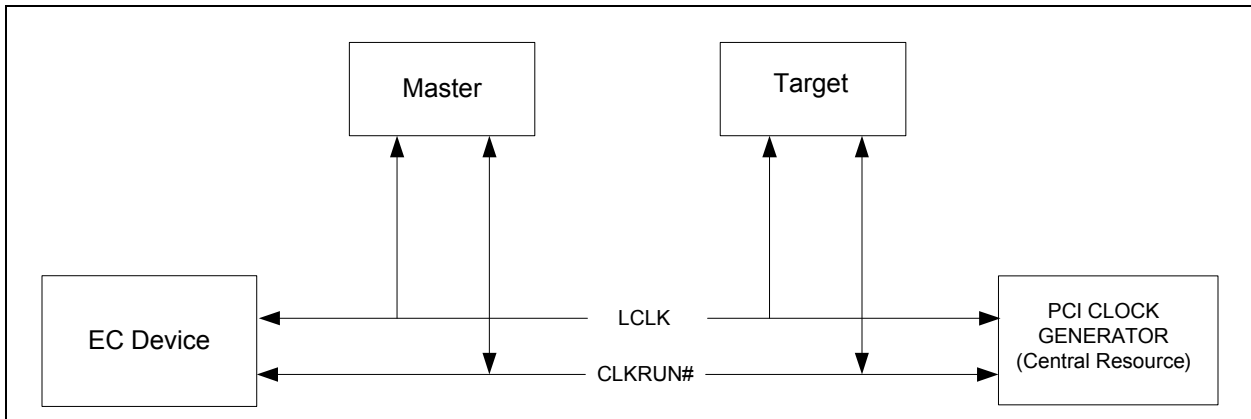 Master
Target
EC Device
LCLK
CLKRUN#
PCI CLOCK
GENERATOR
(Central Resource)